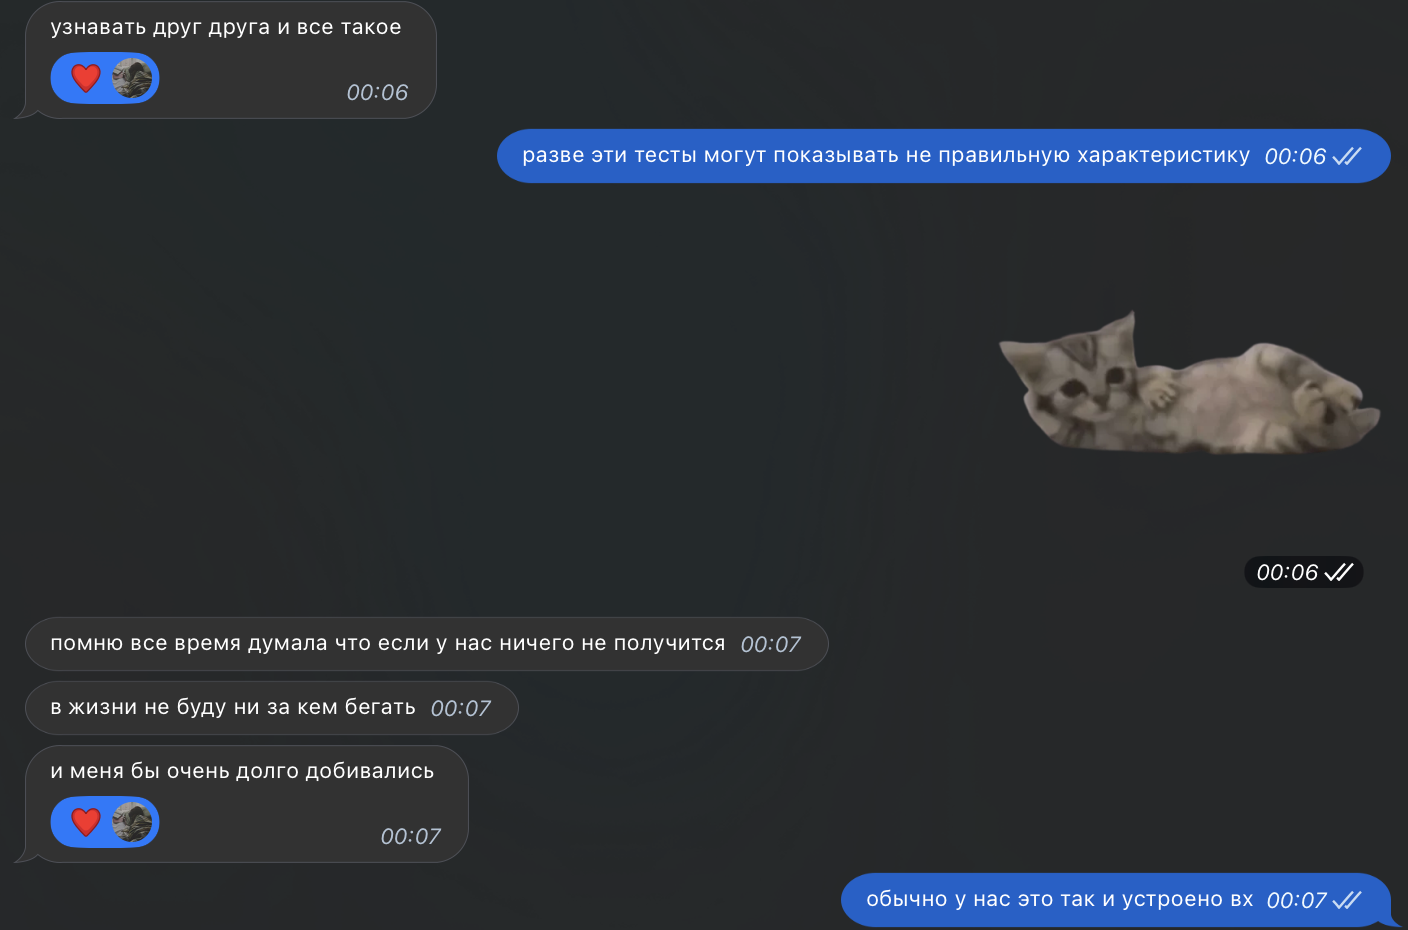 узнавать друг друга и все такое
00:06
разве эти тесты могут показывать не правильную характеристику 00:06
00:06
помню все время думала что если у нас ничего не получится 00:07
в жизни не буду ни за кем бегать 00:07
и меня бы очень долго добивались
00:07
обычно у нас это так и устроено вх 00:07